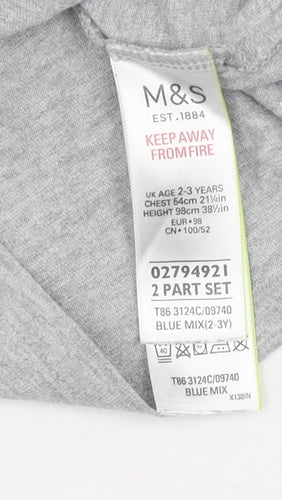 M&S
EST.1884
KEEP AWAY
FROM FIRE
UK AGE 2-3 YEARS
CHEST 54cm 21¼in
HEIGHT 98cm 38½in
EUR•98
CN•100/52
02794921
2 PART SET
T86 3124C/09740
BLUE MIX(2-3Y)
40
T86 3124C/09740
BLUE MIX
X13BIN